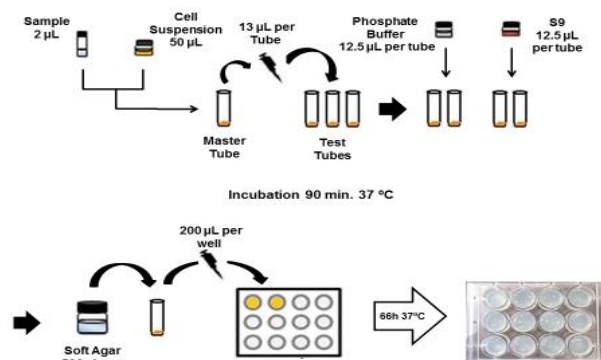 Sample
2 µL
Cell
Suspension
50 µL
13 µL per
Tube
Phosphate
Buffer
12.5 µL per tube
S9
12.5 µL
per tube
Master
Tube
Test
Tubes
Incubation 90 min. 37 ºC
200 µL per
well
66h 37ºC
Soft Agar